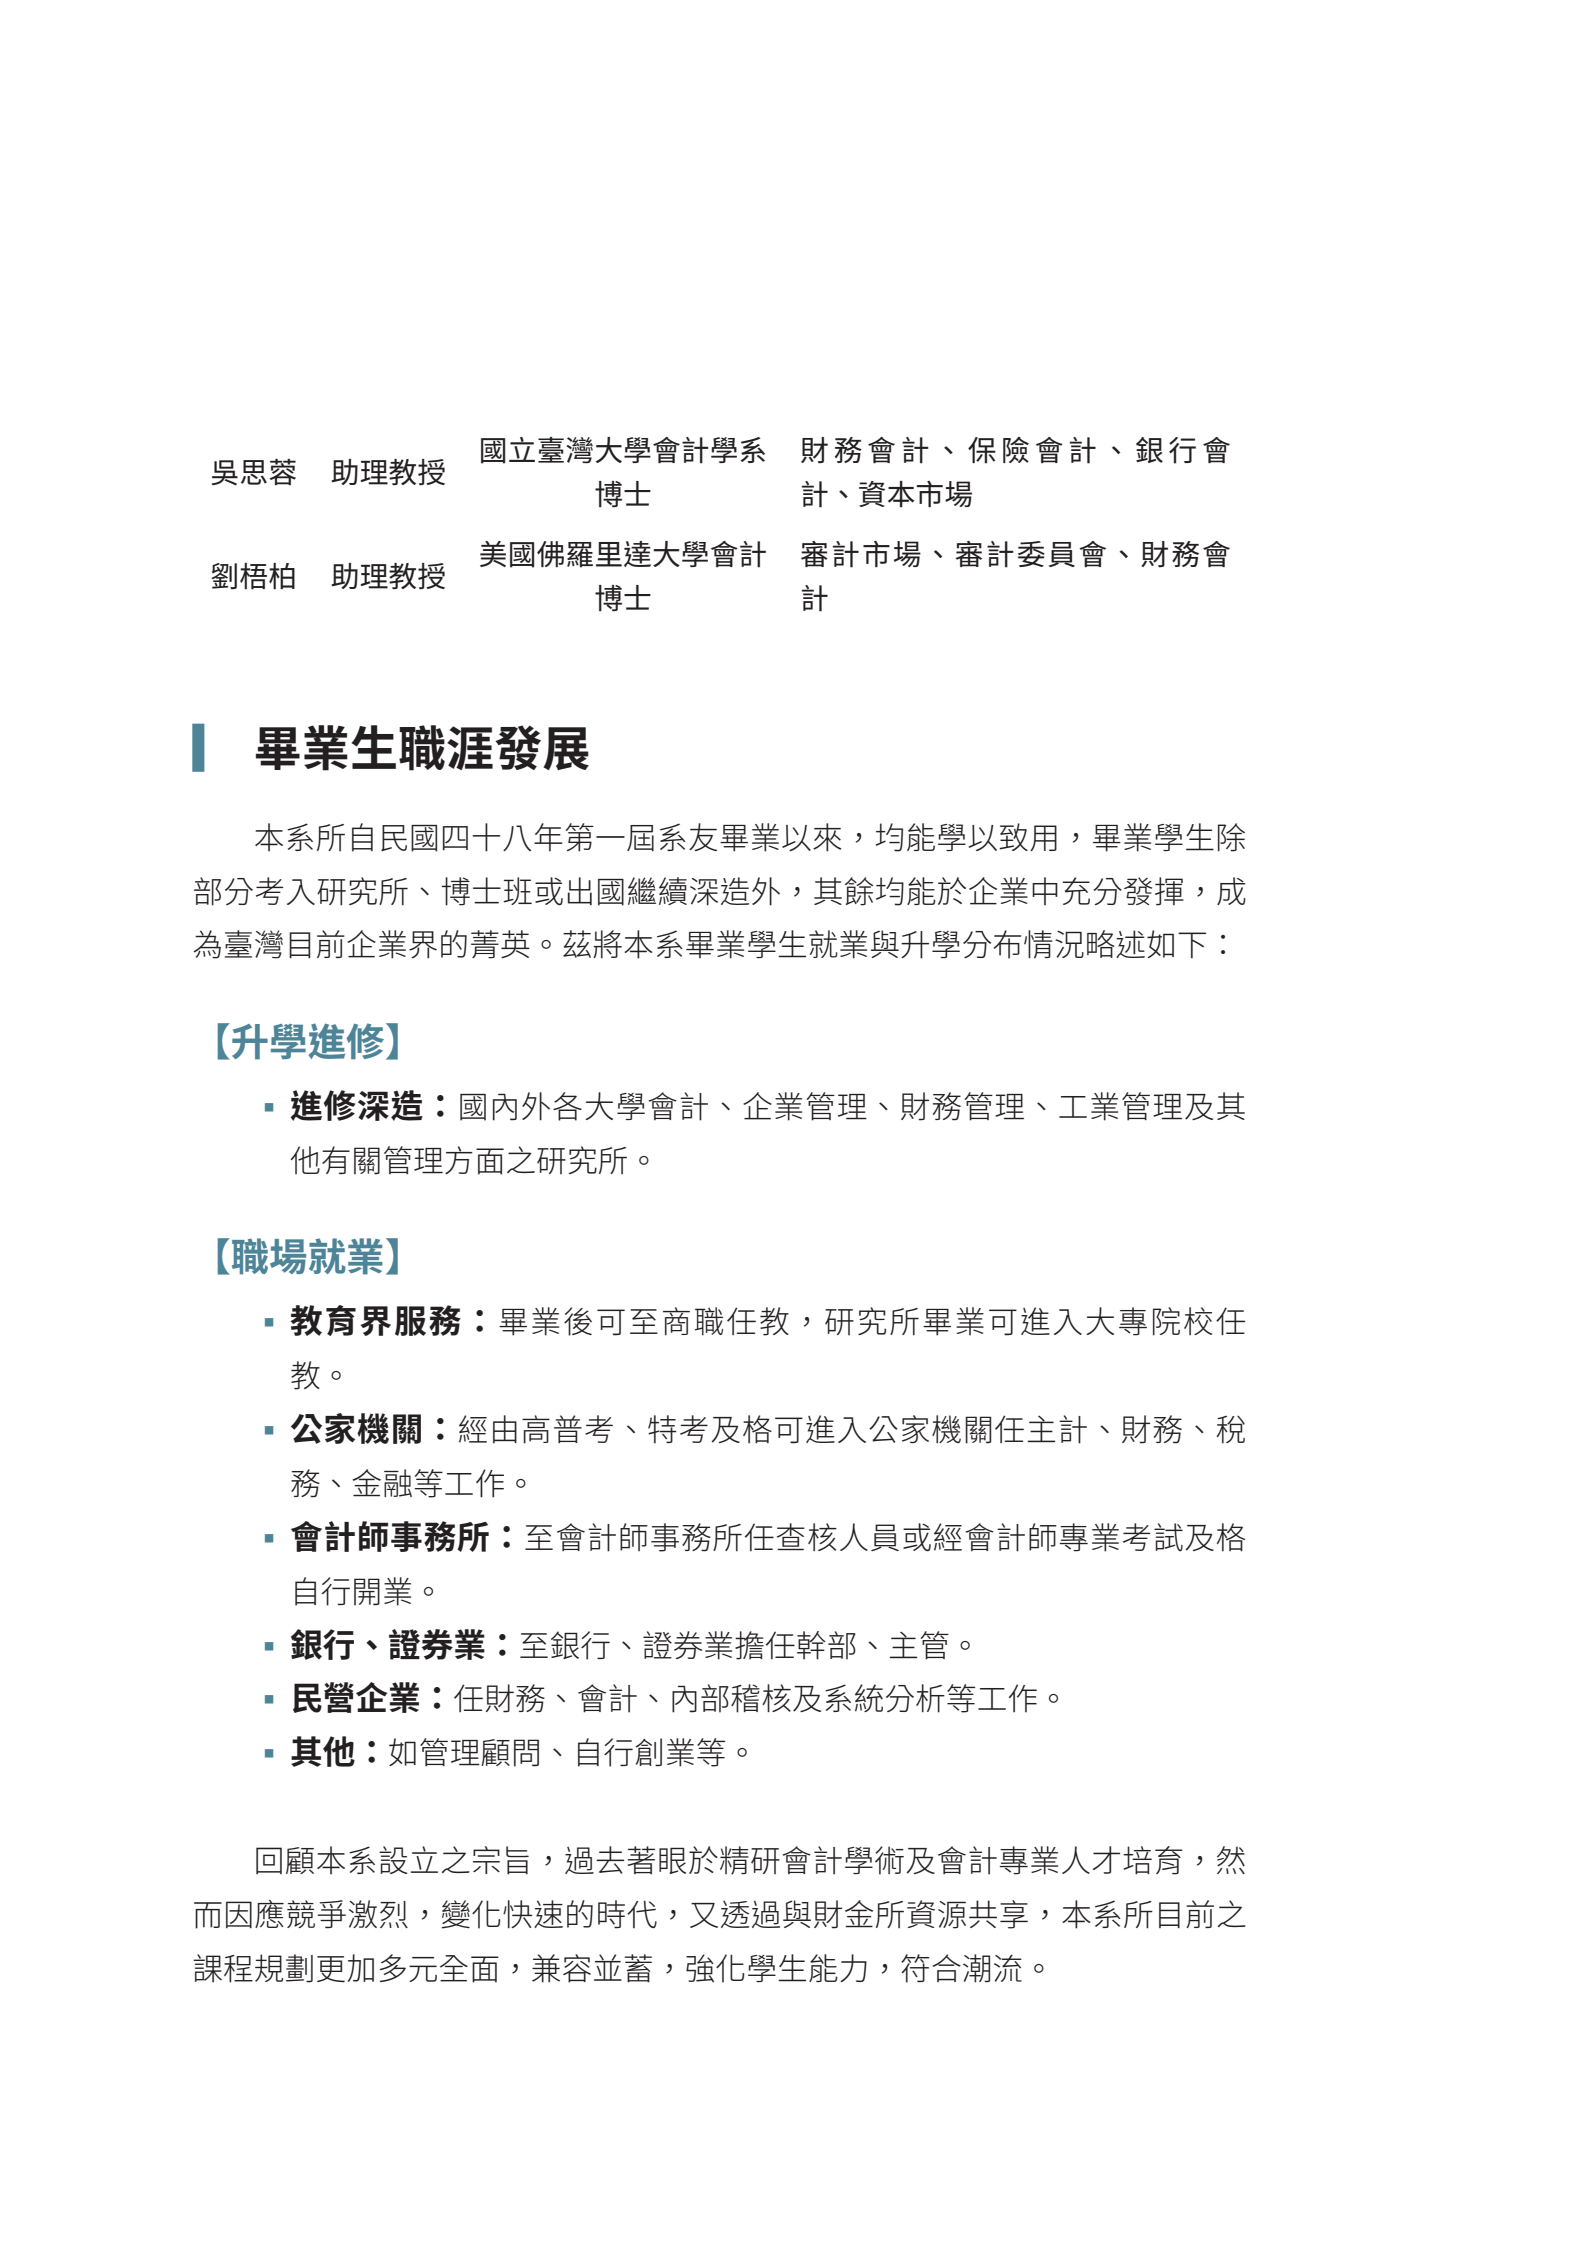 吳思蓉 助理教授 國立臺灣大學會計學系博士 財務會計、保險會計、銀行會計、資本市場
劉梧柏 助理教授 美國佛羅里達大學會計博士 審計市場、審計委員會、財務會計
畢業生職涯發展
本系所自民國四十八年第一屆系友畢業以來，均能學以致用，畢業學生除
部分考入研究所、博士班或出國繼續深造外，其餘均能於企業中充分發揮，成
為臺灣目前企業界的菁英。茲將本系畢業學生就業與升學分布情況略述如下：
【升學進修】
▪ 進修深造：國內外各大學會計、企業管理、財務管理、工業管理及其
他有關管理方面之研究所。
【職場就業】
▪ 教育界服務：畢業後可至商職任教，研究所畢業可進入大專院校任
教。
▪ 公家機關：經由高普考、特考及格可進入公家機關任主計、財務、稅
務、金融等工作。
▪ 會計師事務所：至會計師事務所任查核人員或經會計師專業考試及格
自行開業。
▪ 銀行、證券業：至銀行、證券業擔任幹部、主管。
▪ 民營企業：任財務、會計、內部稽核及系統分析等工作。
▪ 其他：如管理顧問、自行創業等。
回顧本系設立之宗旨，過去著眼於精研會計學術及會計專業人才培育，然
而因應競爭激烈，變化快速的時代，又透過與財金所資源共享，本系所目前之
課程規劃更加多元全面，兼容並蓄，強化學生能力，符合潮流。